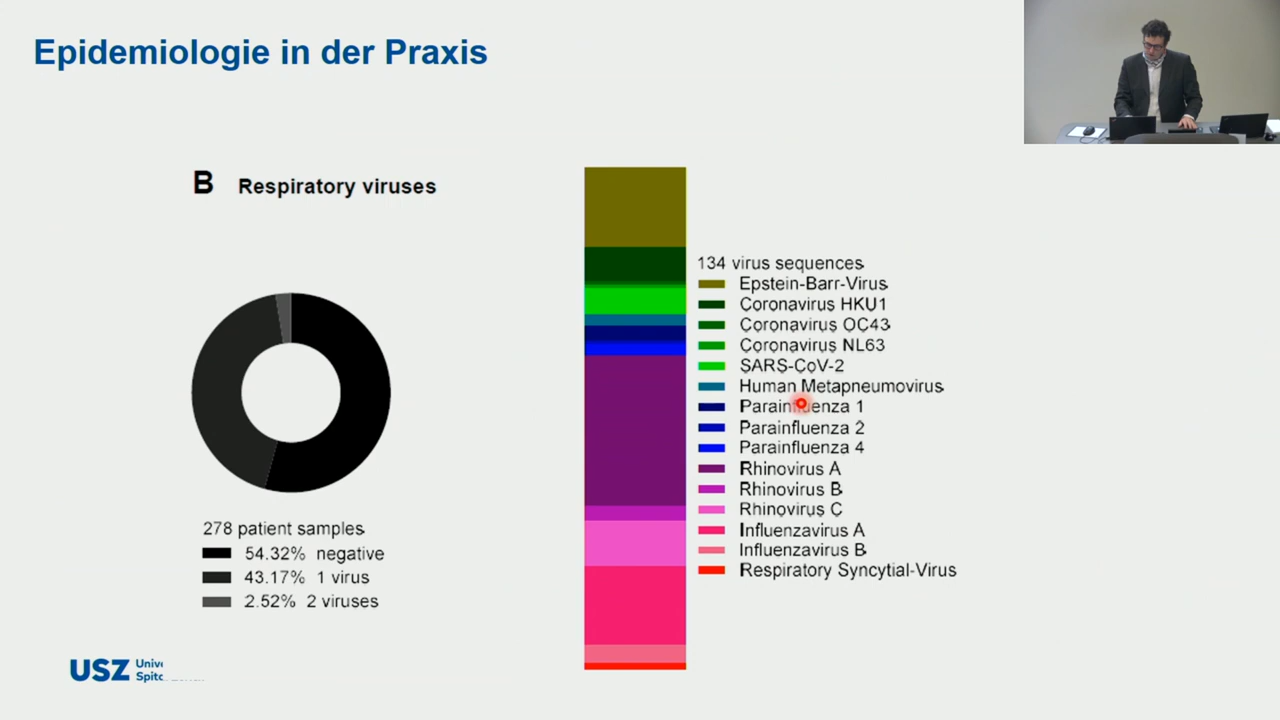 Epidemiologie in der Praxis
B Respiratory viruses
278 patient samples
54.32% negative
43.17% 1 virus
2.52% 2 viruses
134 virus sequences
Epstein-Barr-Virus
Coronavirus HKU1
Coronavirus OC43
Coronavirus NL63
SARS-CoV-2
Human Metapneumovirus
Parainfluenza 1
Parainfluenza 2
Parainfluenza 4
Rhinovirus A
Rhinovirus B
Rhinovirus C
Influenzavirus A
Influenzavirus B
Respiratory Syncytial-Virus
USZ